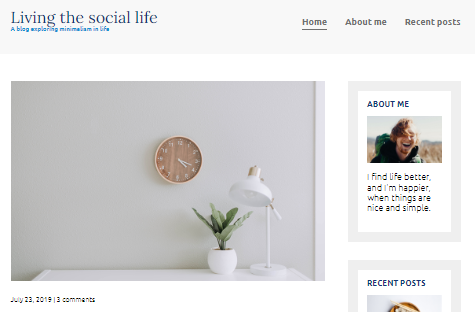 Living the social life
A blog exploring minimalism in life
Home About me Recent posts
ABOUT ME
I find life better,
and I'm happier,
when things are
nice and simple.
July 23, 2019 | 3 comments
RECENT POSTS